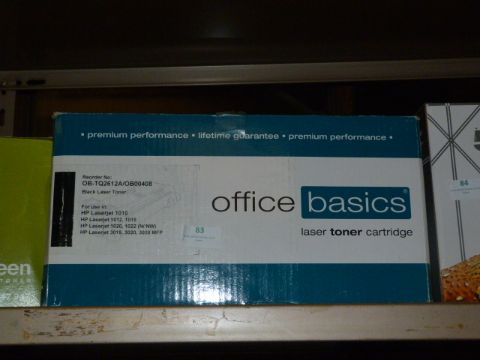 • premium performance • lifetime guarantee • premium performance •
Reorder No:
OB-TQ2612A/OB00408
Black Laser Toner
For use in:
HP Laserjet 1010
HP Laserjet 1012, 1015
HP Laserjet 1020, 1022 (N/NW)
HP Laserjet 3015, 3020, 3030 MFP
83
office basics®
laser toner cartridge
een
TONER
84